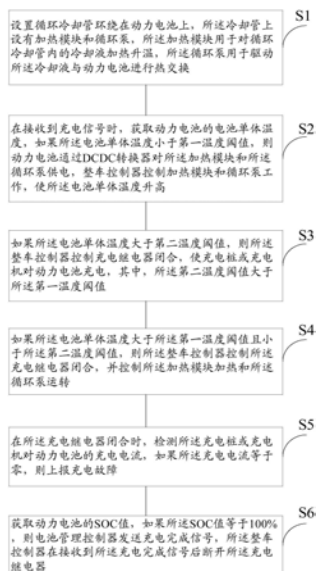 设置循环冷却管环绕在动力电池上，所述冷却管上
设有加热模块和循环泵，所述加热模块用于对循环
冷却管内的冷却液加热升温，所述循环泵用于驱动
所述冷却液与动力电池进行热交换
S1
在接收到充电信号时，获取动力电池的电池单体温
度，如果所述电池单体温度小于第一温度阀值，则
动力电池通过DCDC转换器对所述加热模块和所述
循环泵供电，整车控制器控制加热模块和循环泵工
作，使所述电池单体温度升高
S2
如果所述电池单体温度大于第二温度阀值，则所述
整车控制器控制充电继电器闭合，使充电桩或充电
机对动力电池充电，其中，所述第二温度阀值大于
所述第一温度阀值
S3
如果所述电池单体温度大于所述第一温度阀值且小
于所述第二温度阀值，则所述整车控制器控制所述
充电继电器闭合，并控制所述加热模块加热和所述
循环泵运转
S4
在所述充电继电器闭合时，检测所述充电桩或充电
机对动力电池的充电电流，如果所述充电电流等于
零，则上报充电故障
S5
获取动力电池的SOC值，如果所述SOC值等于100%
，则电池管理控制器发送充电完成信号，所述整车
控制器在接收到所述充电完成信号后断开所述充电
继电器
S6